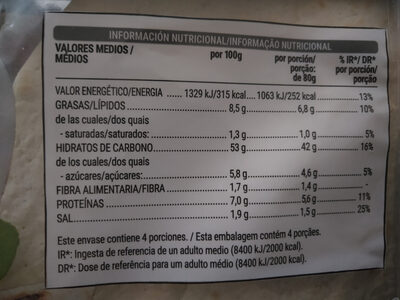 INFORMACIÓN NUTRICIONAL/INFORMAÇÃO NUTRICIONAL
VALORES MEDIOS / MÉDIOS por 100g por porción/ porção: de 80g % IR*/ DR* por porción/ porção
VALOR ENERGÉTICO/ENERGIA 1329 kJ/315 kcal 1063 kJ/252 kcal 13%
GRASAS/LÍPIDOS 8,5 g 6,8 g 10%
de las cuales/dos quais
- saturadas/saturados: 1,3 g 1,0 g 5%
HIDRATOS DE CARBONO 53 g 42 g 16%
de los cuales/dos quais
- azúcares/açúcares: 5,8 g 4,6 g 5%
FIBRA ALIMENTARIA/FIBRA 1,7 g 1,4 g -
PROTEÍNAS 7,0 g 5,6 g 11%
SAL 1,9 g 1,5 g 25%
Este envase contiene 4 porciones. / Esta embalagem contém 4 porções.
IR*: Ingesta de referencia de un adulto medio (8400 kJ/2000 kcal).
DR*: Dose de referência para um adulto médio (8400 kJ/2000 kcal).